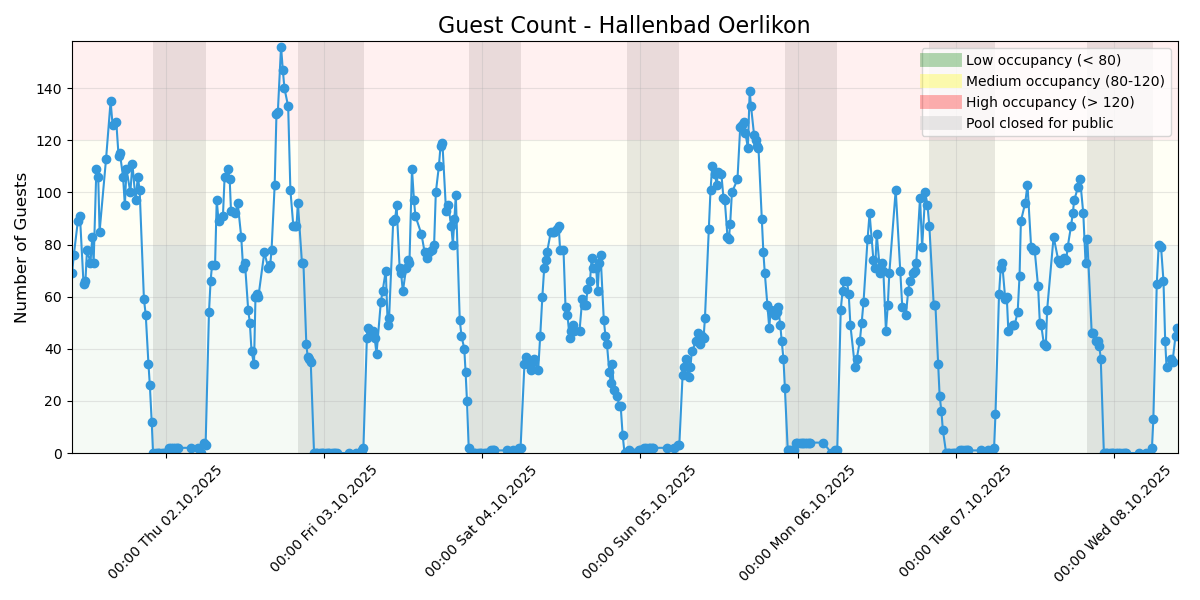 Guest Count - Hallenbad Oerlikon
Low occupancy (< 80)
Medium occupancy (80-120)
High occupancy (> 120)
Pool closed for public
Number of Guests
140
120
100
80
60
40
20
0
00:00 Thu 02.10.2025
00:00 Fri 03.10.2025
00:00 Sat 04.10.2025
00:00 Sun 05.10.2025
00:00 Mon 06.10.2025
00:00 Tue 07.10.2025
00:00 Wed 08.10.2025